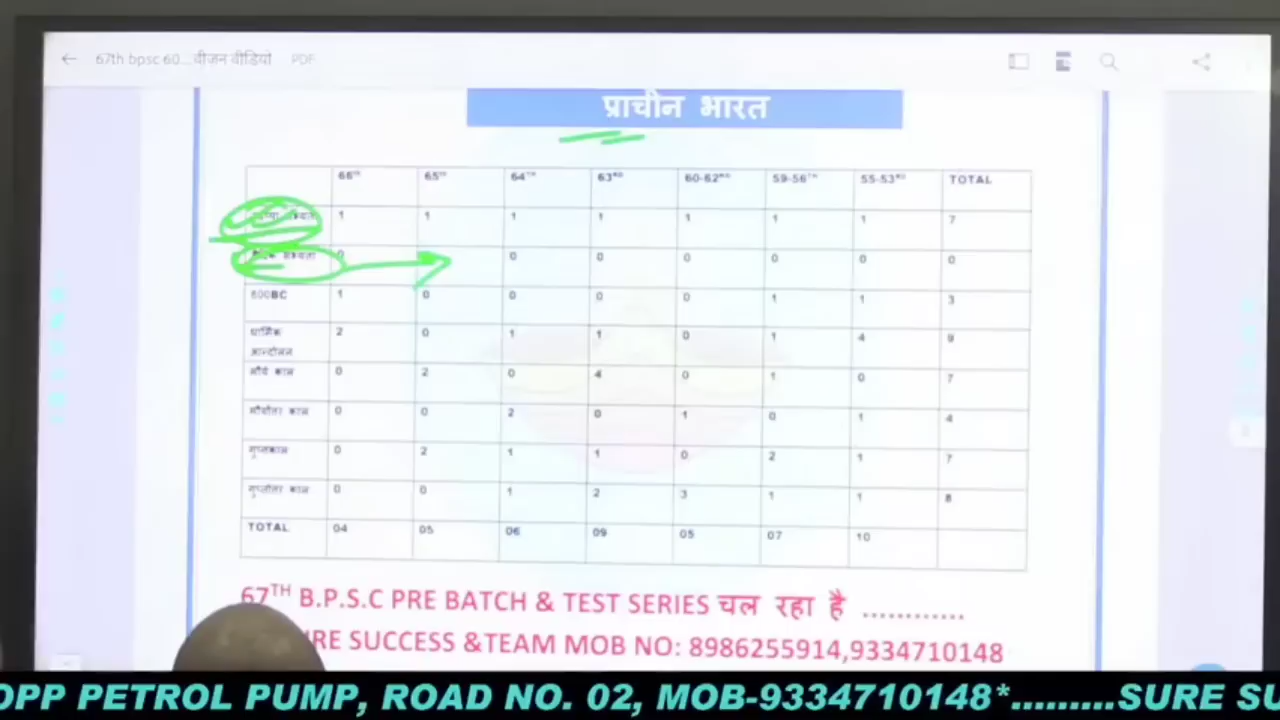 67th bpsc 60... वीजन वीडियो PDF
प्राचीन भारत
66TH 65TH 64TH 63RD 60-62ND 59-56TH 55-53RD TOTAL
1 1 1 1 1 1 1 7
0 0 0 0 0 0 0
600BC 1 0 0 0 0 1 1 3
धार्मिक आन्दोलन 2 0 1 1 0 1 4 9
मौर्य काल 0 2 0 4 0 1 0 7
मौर्योत्तर काल 0 0 2 0 1 0 1 4
गुप्तकाल 0 2 1 1 0 2 1 7
गुप्तोत्तर काल 0 0 1 2 3 1 1 8
TOTAL 04 05 06 09 05 07 10
67TH B.P.S.C PRE BATCH & TEST SERIES चल रहा है ............
URE SUCCESS &TEAM MOB NO: 8986255914,9334710148
OPP PETROL PUMP, ROAD NO. 02, MOB-9334710148*.........SURE SU